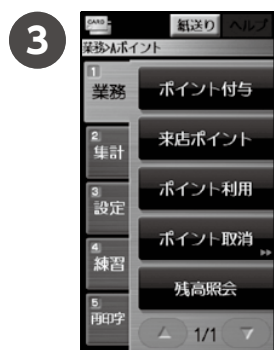 3
CARD
紙送り ヘルプ
業務>Aポイント
1
業務
ポイント付与
2
集計
来店ポイント
3
設定
ポイント利用
4
練習
ポイント取消
5
再印字
残高照会
1/1